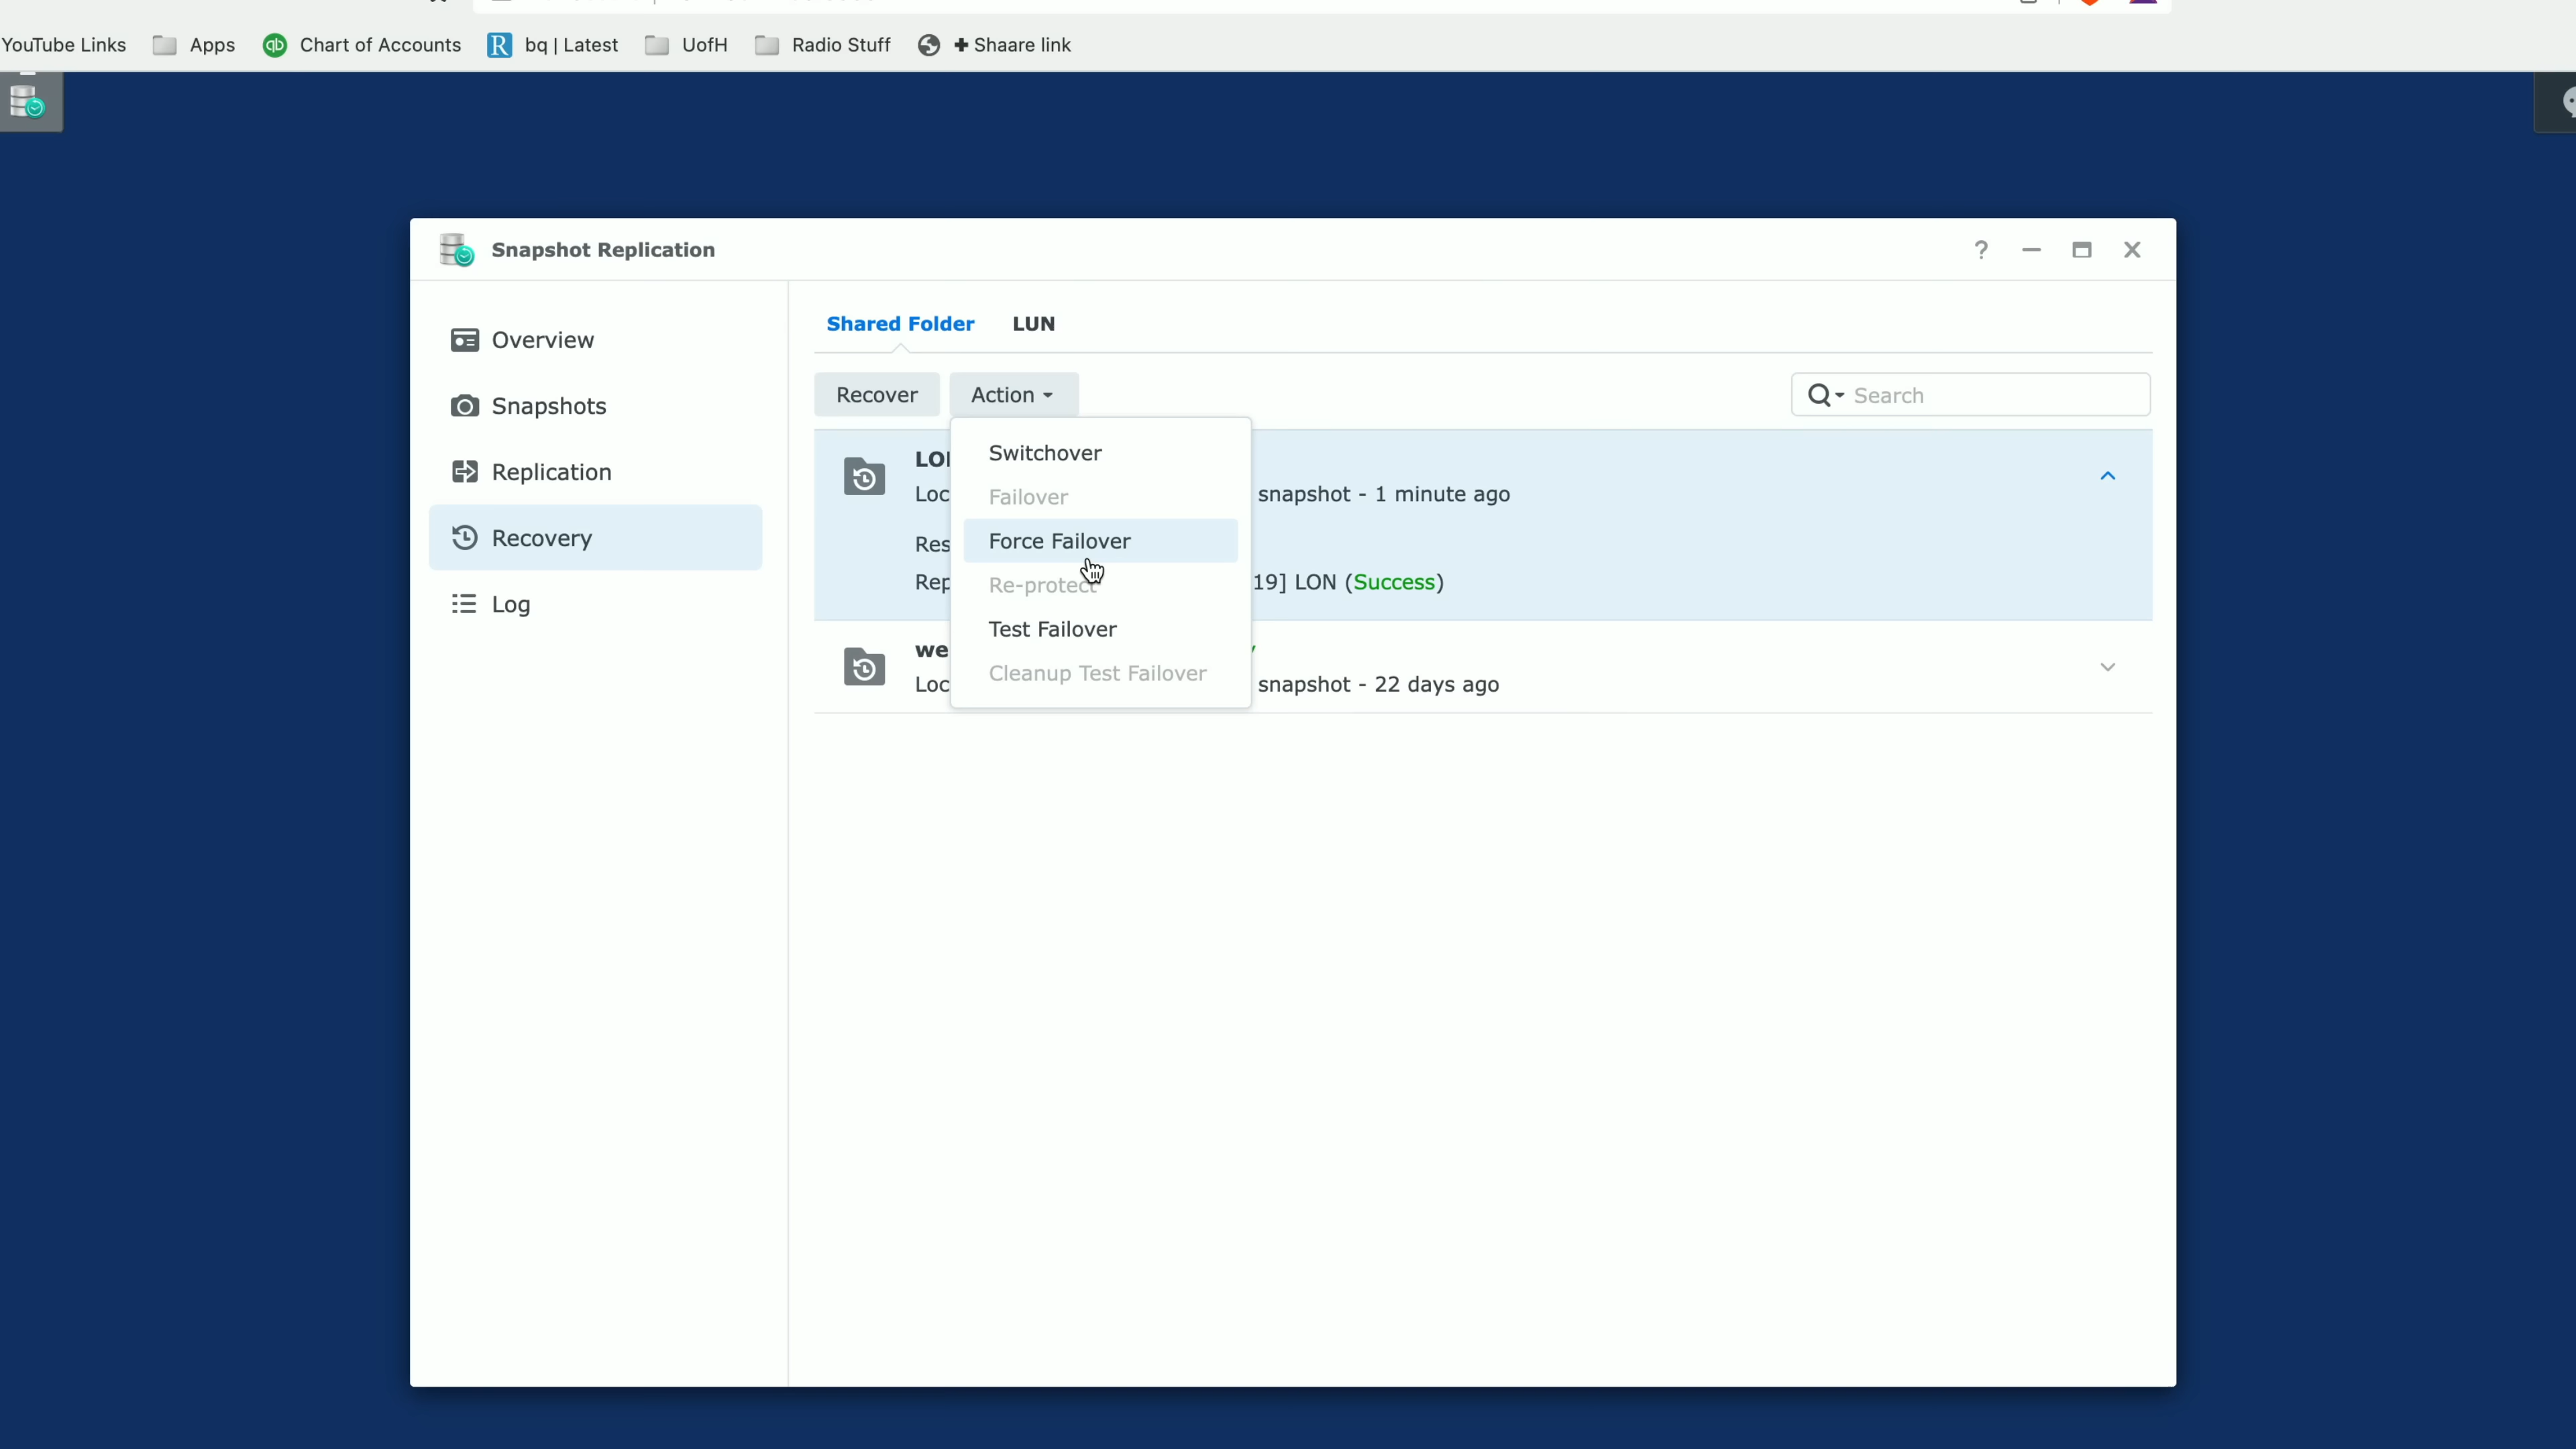 YouTube Links Apps Chart of Accounts bq | Latest UofH Radio Stuff + Shaare link
Snapshot Replication
Overview
Snapshots
Replication
Recovery
Log
Shared Folder LUN
Recover Action Search
Switchover
Failover
Force Failover
Re-protect
Test Failover
Cleanup Test Failover
snapshot - 1 minute ago
19] LON (Success)
snapshot - 22 days ago